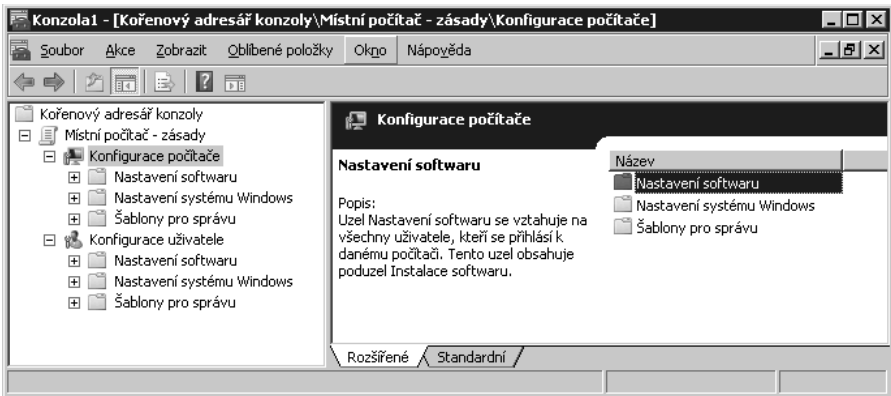 Konzola1 - [Kořenový adresář konzoly\Místní počítač - zásady\Konfigurace počítače]
Soubor Akce Zobrazit Oblíbené položky Okno Nápověda
Kořenový adresář konzoly
Místní počítač - zásady
Konfigurace počítače
Nastavení softwaru
Nastavení systému Windows
Šablony pro správu
Konfigurace uživatele
Nastavení softwaru
Nastavení systému Windows
Šablony pro správu
Konfigurace počítače
Nastavení softwaru
Popis:
Uzel Nastavení softwaru se vztahuje na
všechny uživatele, kteří se přihlásí k
danému počítači. Tento uzel obsahuje
poduzel Instalace softwaru.
Název
Nastavení softwaru
Nastavení systému Windows
Šablony pro správu
Rozšířené Standardní